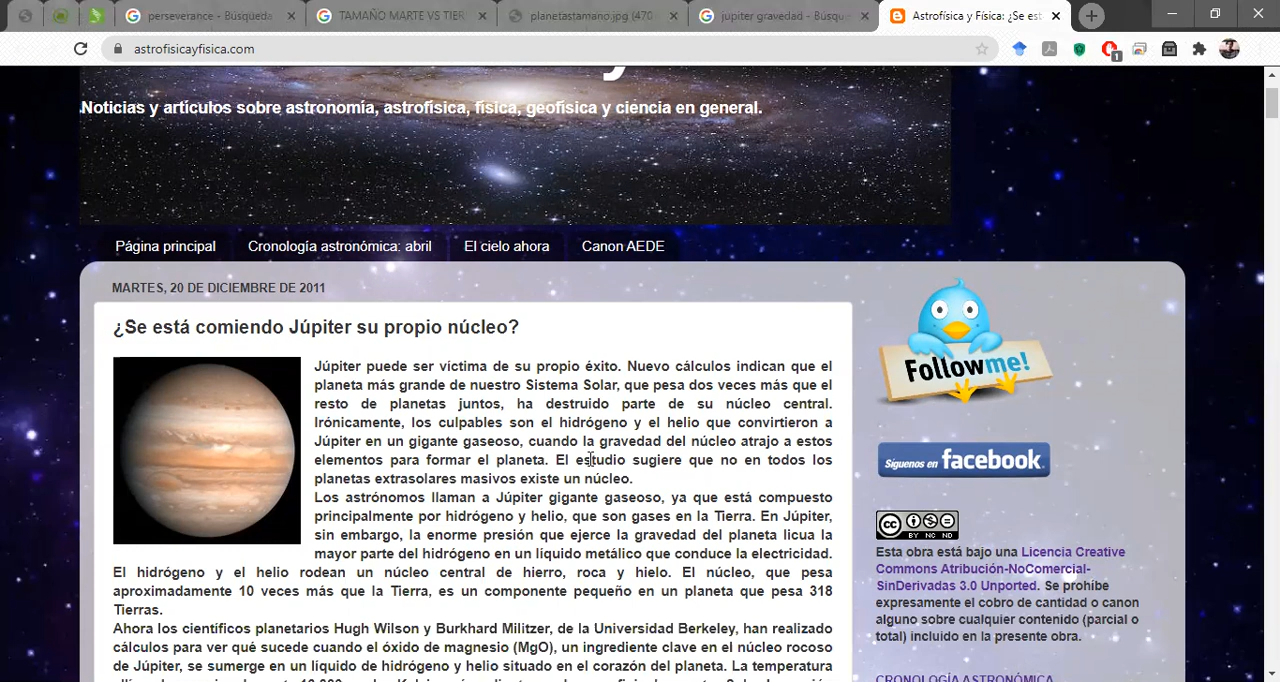 perseverance - Búsqueda
TAMAÑO MARTE VS TIER
planetastamano.jpg (470
jupiter gravedad - Búsque
Astrofísica y Física: ¿Se est
astrofisicayfisica.com
1
Noticias y artículos sobre astronomía, astrofísica, física, geofísica y ciencia en general.
Página principal
Cronología astronómica: abril
El cielo ahora
Canon AEDE
MARTES, 20 DE DICIEMBRE DE 2011
¿Se está comiendo Júpiter su propio núcleo?
Júpiter puede ser víctima de su propio éxito. Nuevo cálculos indican que el
planeta más grande de nuestro Sistema Solar, que pesa dos veces más que el
resto de planetas juntos, ha destruido parte de su núcleo central.
Irónicamente, los culpables son el hidrógeno y el helio que convirtieron a
Júpiter en un gigante gaseoso, cuando la gravedad del núcleo atrajo a estos
elementos para formar el planeta. El estudio sugiere que no en todos los
planetas extrasolares masivos existe un núcleo.
Los astrónomos llaman a Júpiter gigante gaseoso, ya que está compuesto
principalmente por hidrógeno y helio, que son gases en la Tierra. En Júpiter,
sin embargo, la enorme presión que ejerce la gravedad del planeta licua la
mayor parte del hidrógeno en un líquido metálico que conduce la electricidad.
El hidrógeno y el helio rodean un núcleo central de hierro, roca y hielo. El núcleo, que pesa
aproximadamente 10 veces más que la Tierra, es un componente pequeño en un planeta que pesa 318
Tierras.
Ahora los científicos planetarios Hugh Wilson y Burkhard Militzer, de la Universidad Berkeley, han realizado
cálculos para ver qué sucede cuando el óxido de magnesio (MgO), un ingrediente clave en el núcleo rocoso
de Júpiter, se sumerge en un líquido de hidrógeno y helio situado en el corazón del planeta. La temperatura
Follow me!
Síguenos en facebook
cc BY NC ND
Esta obra está bajo una Licencia Creative
Commons Atribución-NoComercial-
SinDerivadas 3.0 Unported. Se prohíbe
expresamente el cobro de cantidad o canon
alguno sobre cualquier contenido (parcial o
total) incluido en la presente obra.
CRONOLOGÍA ASTRONÓMICA